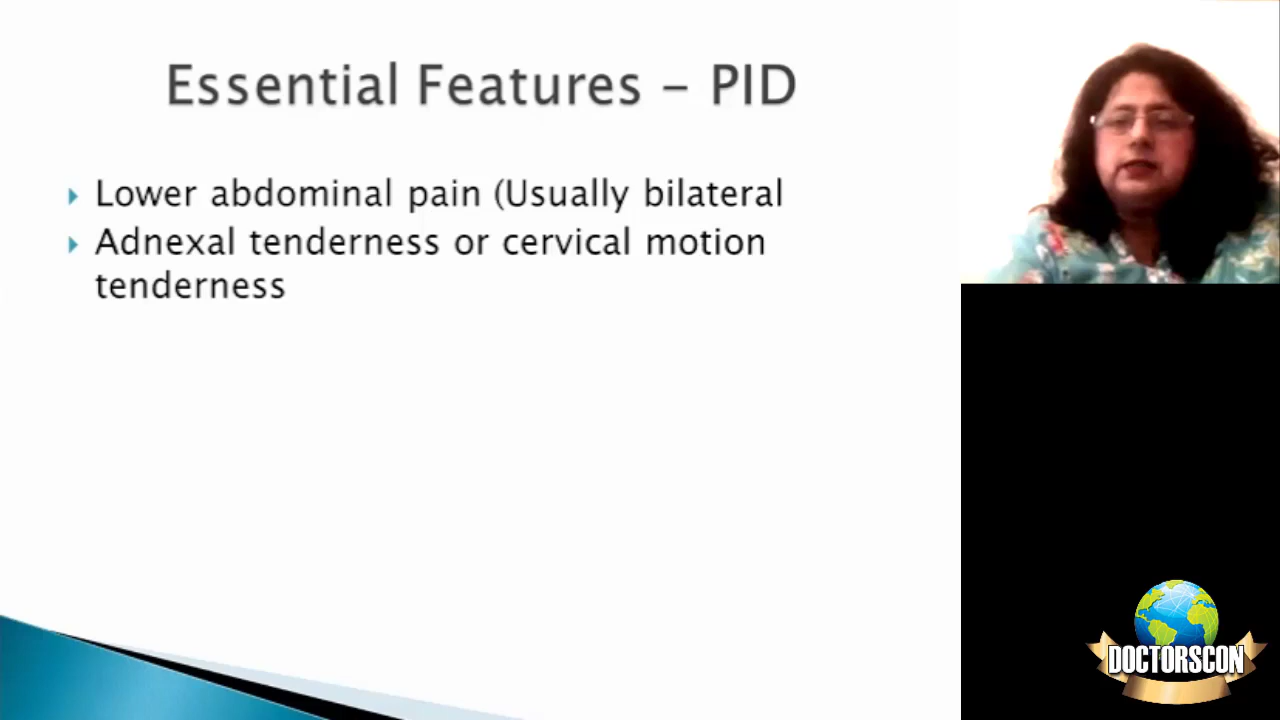 Essential Features - PID
Lower abdominal pain (Usually bilateral
Adnexal tenderness or cervical motion
tenderness
DOCTORSCON